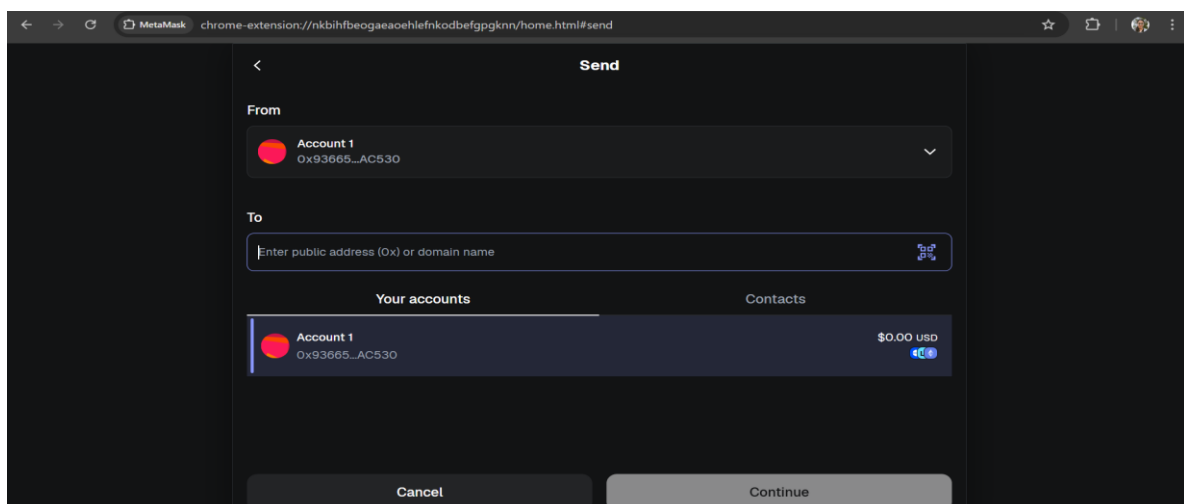 MetaMask chrome-extension://nkbihfbeogaeaoehlefnkodbefgpgknn/home.html#send
Send
From
Account 1
0x93665...AC530
To
Enter public address (0x) or domain name
Your accounts Contacts
Account 1 $0.00 USD
0x93665...AC530
Cancel Continue